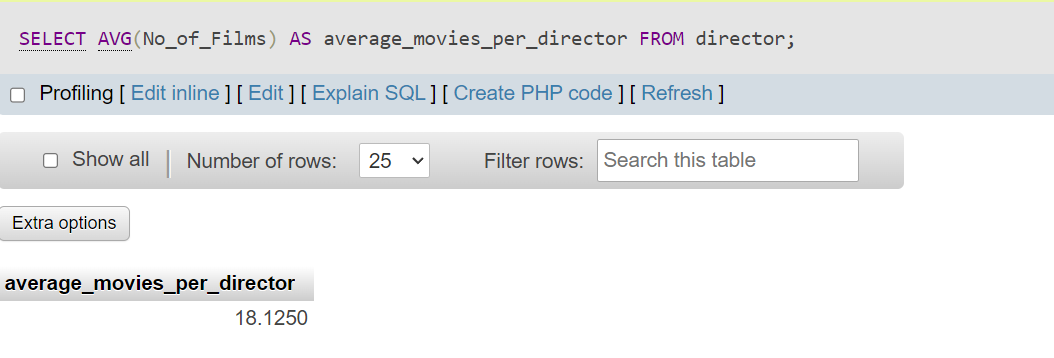 SELECT AVG(No_of_Films) AS average_movies_per_director FROM director;
Profiling [ Edit inline ] [ Edit ] [ Explain SQL ] [ Create PHP code ] [ Refresh ]
Show all Number of rows: 25 Filter rows: Search this table
Extra options
average_movies_per_director
18.1250